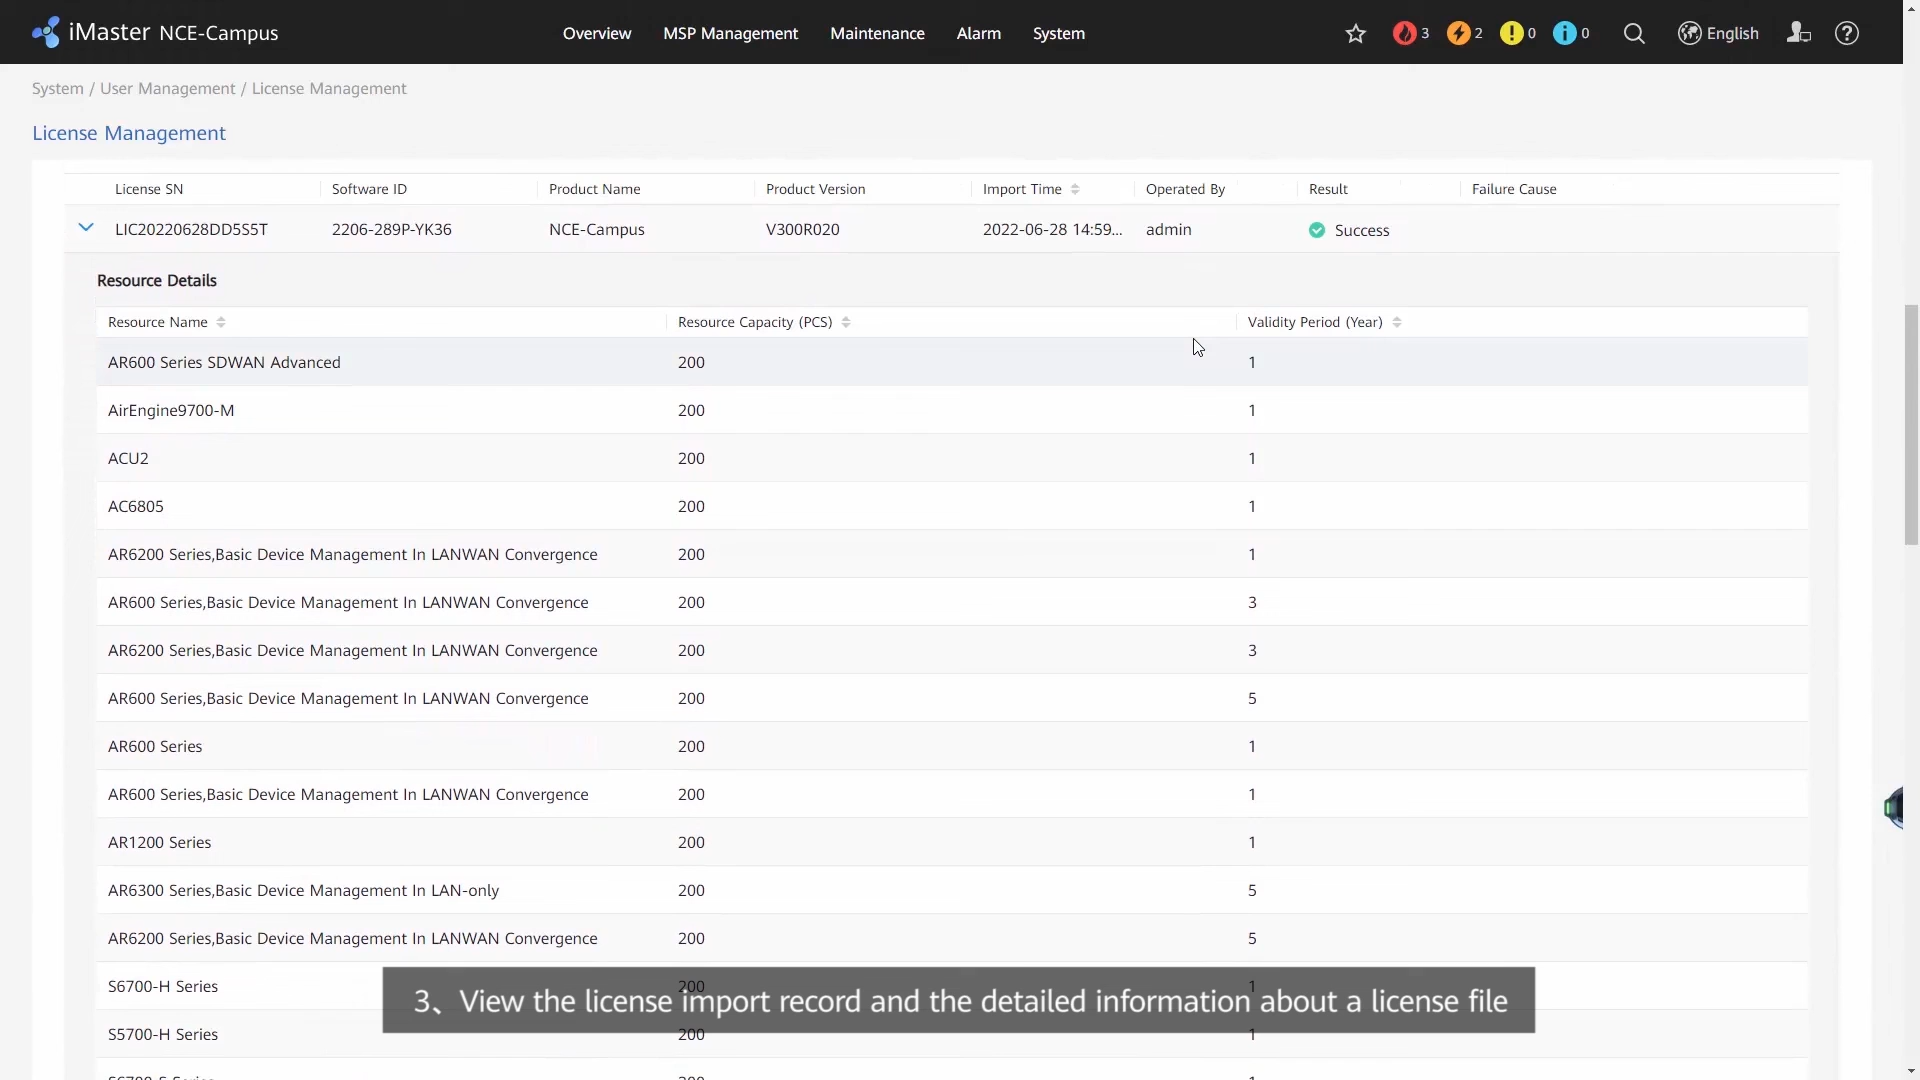 iMaster NCE-Campus Overview MSP Management Maintenance Alarm System 3 2 0 0 English
System / User Management / License Management
License Management
License SN Software ID Product Name Product Version Import Time Operated By Result Failure Cause
LIC20220628DD5S5T 2206-289P-YK36 NCE-Campus V300R020 2022-06-28 14:59... admin Success
Resource Details
Resource Name Resource Capacity (PCS) Validity Period (Year)
AR600 Series SDWAN Advanced 200 1
AirEngine9700-M 200 1
ACU2 200 1
AC6805 200 1
AR6200 Series,Basic Device Management In LANWAN Convergence 200 1
AR600 Series,Basic Device Management In LANWAN Convergence 200 3
AR6200 Series,Basic Device Management In LANWAN Convergence 200 3
AR600 Series,Basic Device Management In LANWAN Convergence 200 5
AR600 Series 200 1
AR600 Series,Basic Device Management In LANWAN Convergence 200 1
AR1200 Series 200 1
AR6300 Series,Basic Device Management In LAN-only 200 5
AR6200 Series,Basic Device Management In LANWAN Convergence 200 5
S6700-H Series 200 1
3、View the license import record and the detailed information about a license file
S5700-H Series 200 1